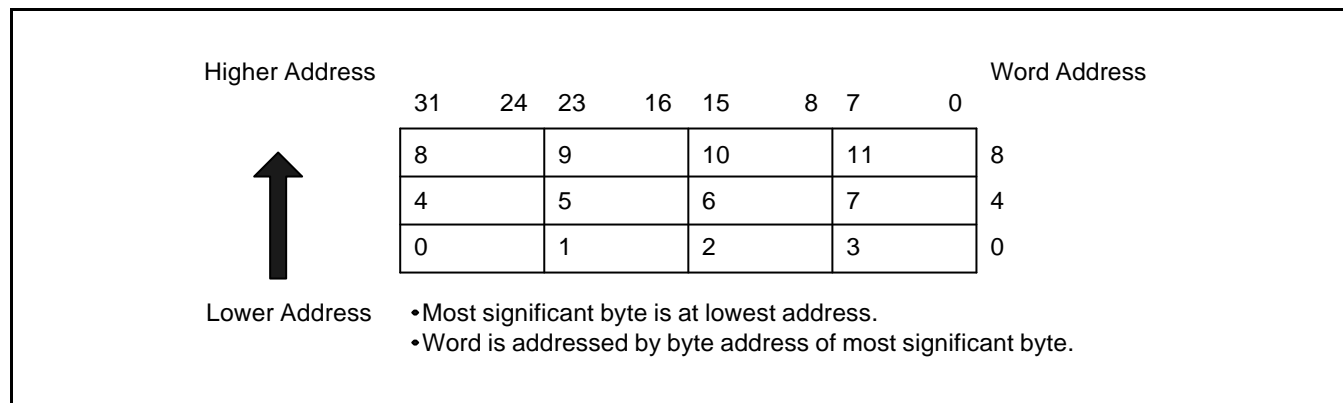 Higher Address Word Address
31 24 23 16 15 8 7 0
8 9 10 11 8
4 5 6 7 4
0 1 2 3 0
Lower Address •Most significant byte is at lowest address.
•Word is addressed by byte address of most significant byte.